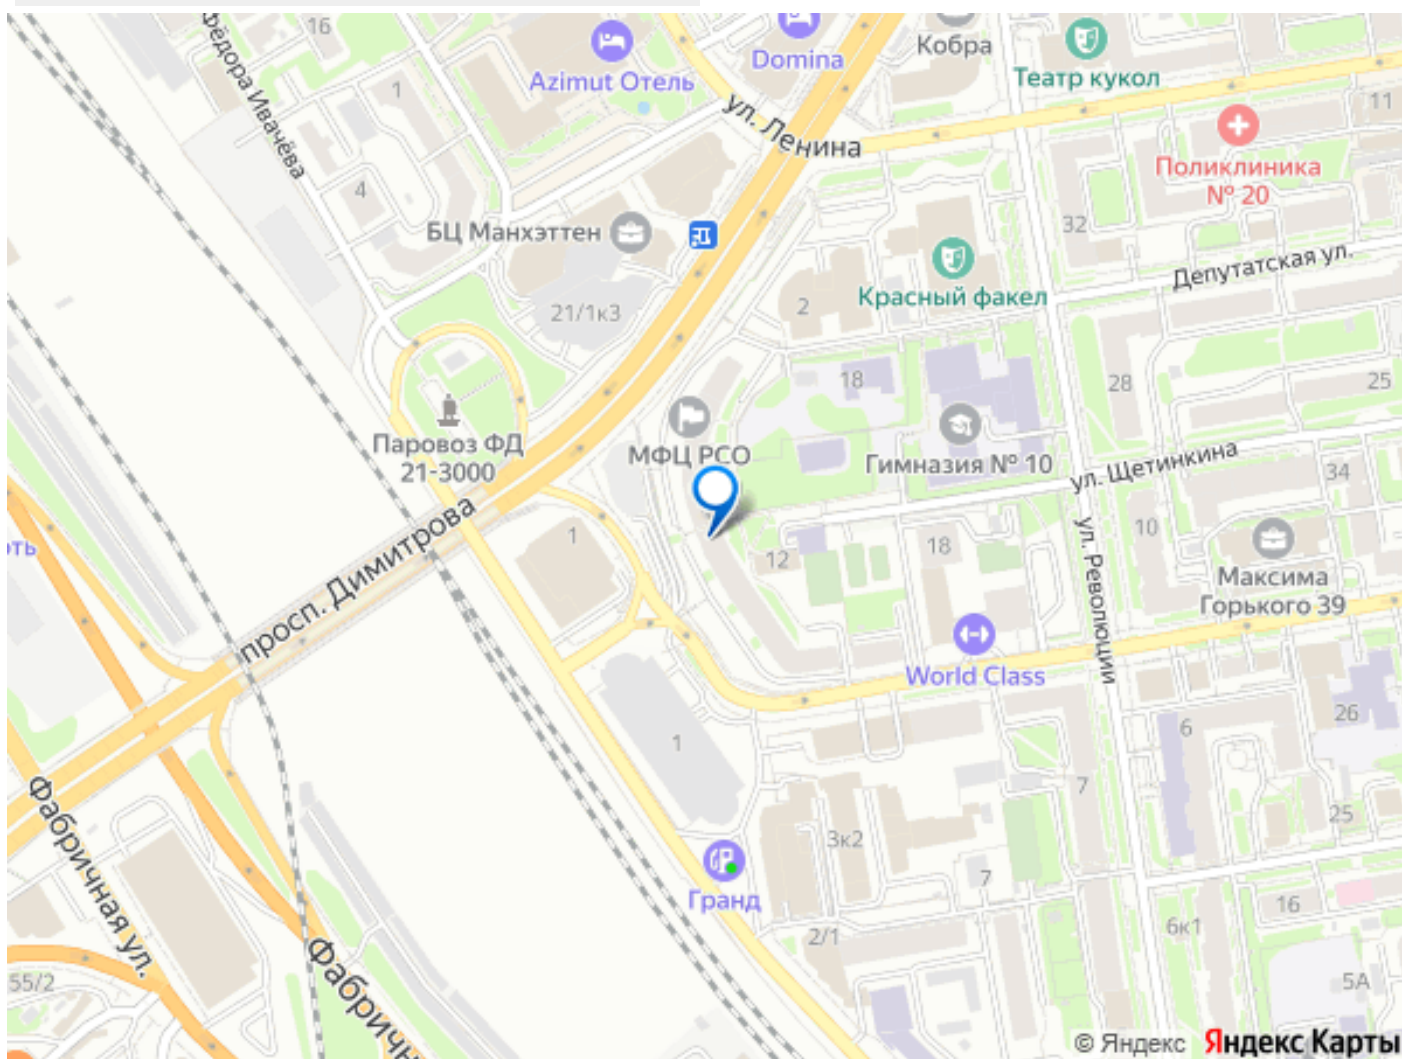 Фёдора Ивачёва
16
Azimut Отель
Domina
Кобра
Театр кукол
11
1
ул. Ленина
Поликлиника
№ 20
4
БЦ Манхэттен
32
Депутатская ул.
Красный факел
2
21/1к3
18
28
25
Паровоз ФД
21-3000
МФЦ РСО
Гимназия № 10
ул. Щетинкина
34
просп. Димитрова
1
12
18
10
ул. Революции
Максима
Горького 39
World Class
1
6
26
7
Фабричная ул.
3к2
25
Гранд
7
16
2/1
6к1
55/2
5А
© Яндекс Яндекс Карты